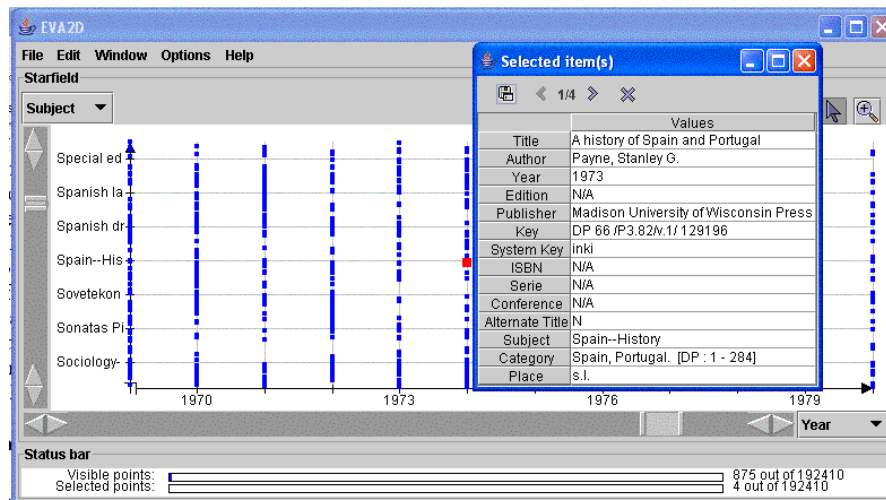 EVA2D
File Edit Window Options Help
Starfield
Subject
Special ed
Spanish la
Spanish dr
Spain--His
Sovetekon
Sonatas Pi
Sociology-
1970 1973 1976 1979
Year
Selected item(s)
1/4
Values
Title A history of Spain and Portugal
Author Payne, Stanley G.
Year 1973
Edition N/A
Publisher Madison University of Wisconsin Press
Key DP 66 /P3.82/v.1/ 129196
System Key inki
ISBN N/A
Serie N/A
Conference N/A
Alternate Title N
Subject Spain--History
Category Spain, Portugal. [DP : 1 - 284]
Place s.l.
Status bar
Visible points: 875 out of 192410
Selected points: 4 out of 192410